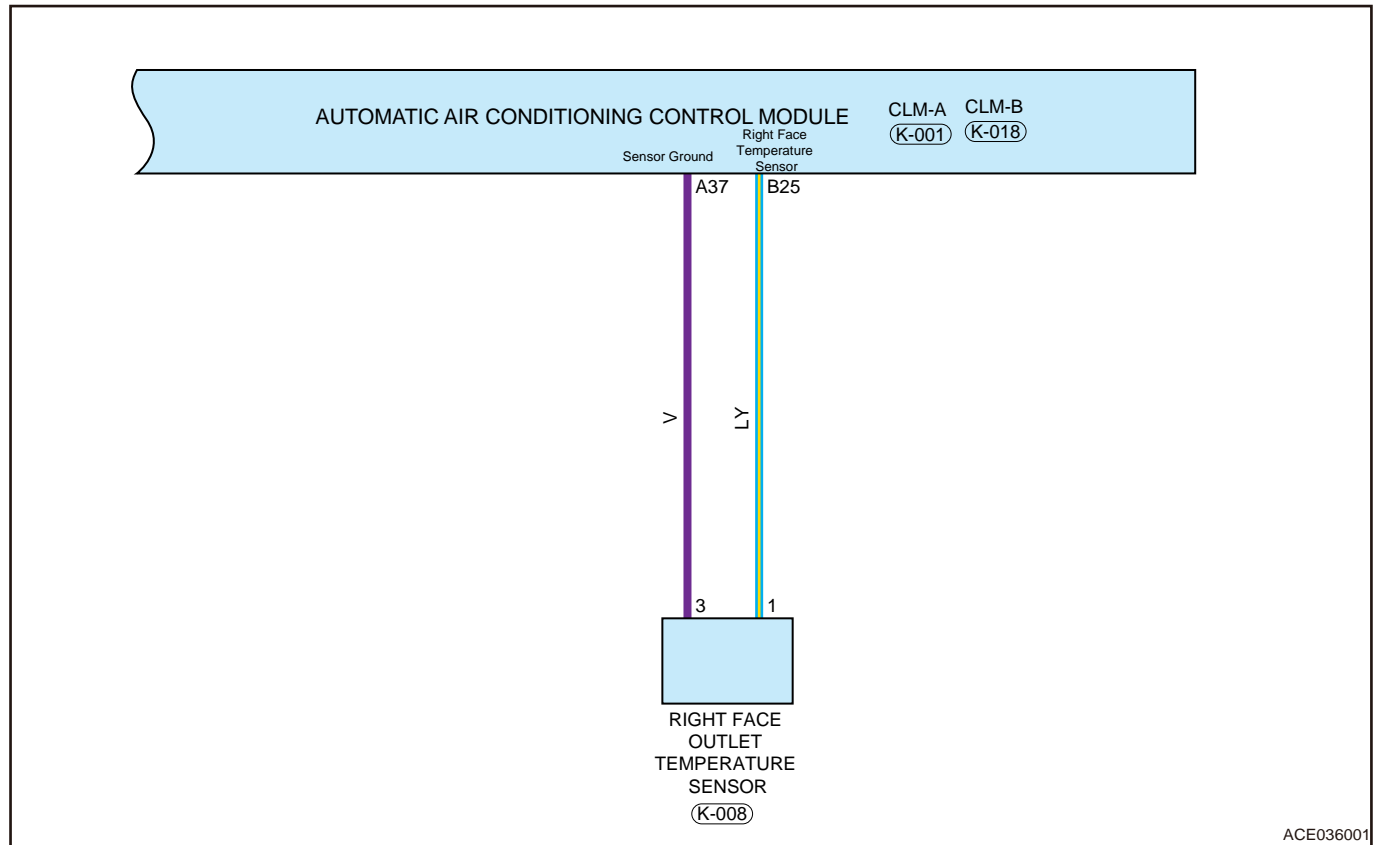 AUTOMATIC AIR CONDITIONING CONTROL MODULE
CLM-A
CLM-B
K-001
K-018
Sensor Ground
Right Face
Temperature
Sensor
A37
B25
V
LY
3
1
RIGHT FACE
OUTLET
TEMPERATURE
SENSOR
K-008
ACE036001